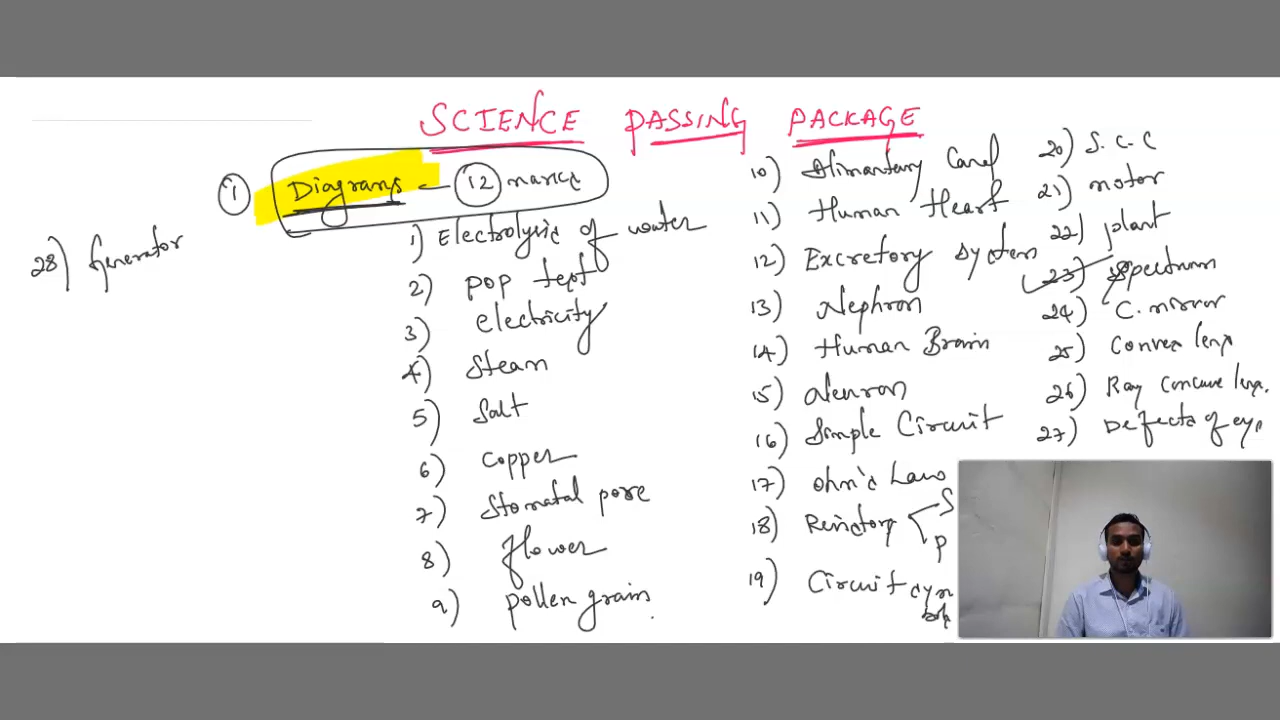 SCIENCE PASSING PACKAGE
① Diagrams - 12 marks
1) Electrolysis of water
2) pop test
3) electricity
4) Steam
5) Salt
6) copper
7) Stomatal pore
8) flower
9) pollen grain
10) Alimentary Canal
11) Human Heart
12) Excretory System
13) Nephron
14) Human Brain
15) Neuron
16) Simple Circuit
17) ohm's Law
18) Resistors S
P
19) Circuit
20) S.C.C
21) motor
22) plant
23) Spectrum
24) C. mirror
25) Convex lens
26) Ray Concave lens.
27) Defects of eye
28) Generator